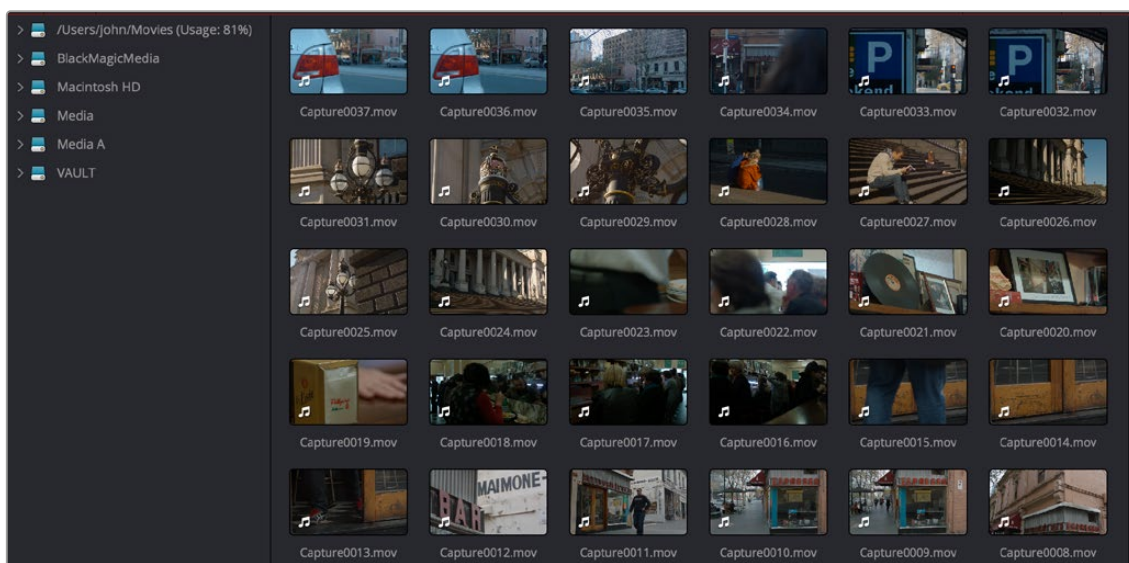 /Users/john/Movies (Usage: 81%)
BlackMagicMedia
Macintosh HD
Media
Media A
VAULT
P
P
Capture0037.mov
Capture0036.mov
Capture0035.mov
Capture0034.mov
Capture0033.mov
Capture0032.mov
Capture0031.mov
Capture0030.mov
Capture0029.mov
Capture0028.mov
Capture0027.mov
Capture0026.mov
Capture0025.mov
Capture0024.mov
Capture0023.mov
Capture0022.mov
Capture0021.mov
Capture0020.mov
Capture0019.mov
Capture0018.mov
Capture0017.mov
Capture0016.mov
Capture0015.mov
Capture0014.mov
BAR
MAIMONE
Capture0013.mov
Capture0012.mov
Capture0011.mov
Capture0010.mov
Capture0009.mov
Capture0008.mov